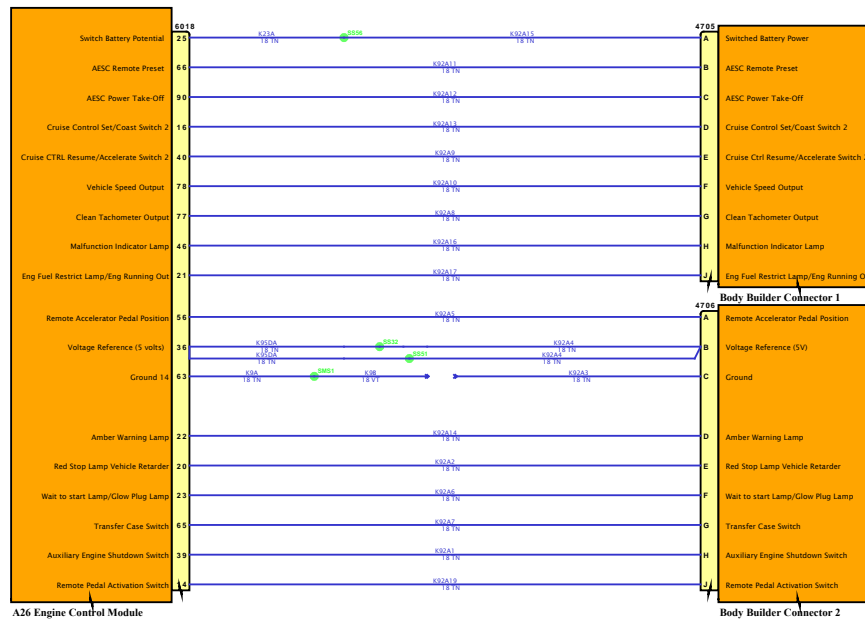 6018
4705
Switch Battery Potential 25 K23A 18 TN SS06 K92A15 18 TN A Switched Battery Power
AESC Remote Preset 66 K92A11 18 TN B AESC Remote Preset
AESC Power Take-Off 90 K92A12 18 TN C AESC Power Take-Off
Cruise Control Set/Coast Switch 2 16 K92A13 18 TN D Cruise Control Set/Coast Switch 2
Cruise CTRL Resume/Accelerate Switch 2 40 K92A9 18 TN E Cruise Ctrl Resume/Accelerate Switch
Vehicle Speed Output 78 K92A10 18 TN F Vehicle Speed Output
Clean Tachometer Output 77 K92A8 18 TN G Clean Tachometer Output
Malfunction Indicator Lamp 46 K92A16 18 TN H Malfunction Indicator Lamp
Eng Fuel Restrict Lamp/Eng Running Out 21 K92A17 18 TN J Eng Fuel Restrict Lamp/Eng Running O
Body Builder Connector 1
4706
Remote Accelerator Pedal Position 56 K92A5 18 TN A Remote Accelerator Pedal Position
Voltage Reference (5 volts) 36 K95DA 18 TN SS32 K92A4 18 TN B Voltage Reference (5V)
K95DA 18 TN SS51 K92A4 18 TN
Ground 14 63 K9A 18 TN SMS1 K9B 18 VT K92A3 18 TN C Ground
Amber Warning Lamp 22 K92A14 18 TN D Amber Warning Lamp
Red Stop Lamp Vehicle Retarder 20 K92A2 18 TN E Red Stop Lamp Vehicle Retarder
Wait to start Lamp/Glow Plug Lamp 23 K92A6 18 TN F Wait to start Lamp/Glow Plug Lamp
Transfer Case Switch 65 K92A7 18 TN G Transfer Case Switch
Auxiliary Engine Shutdown Switch 39 K92A1 18 TN H Auxiliary Engine Shutdown Switch
Remote Pedal Activation Switch 4 K92A19 18 TN J Remote Pedal Activation Switch
A26 Engine Control Module
Body Builder Connector 2